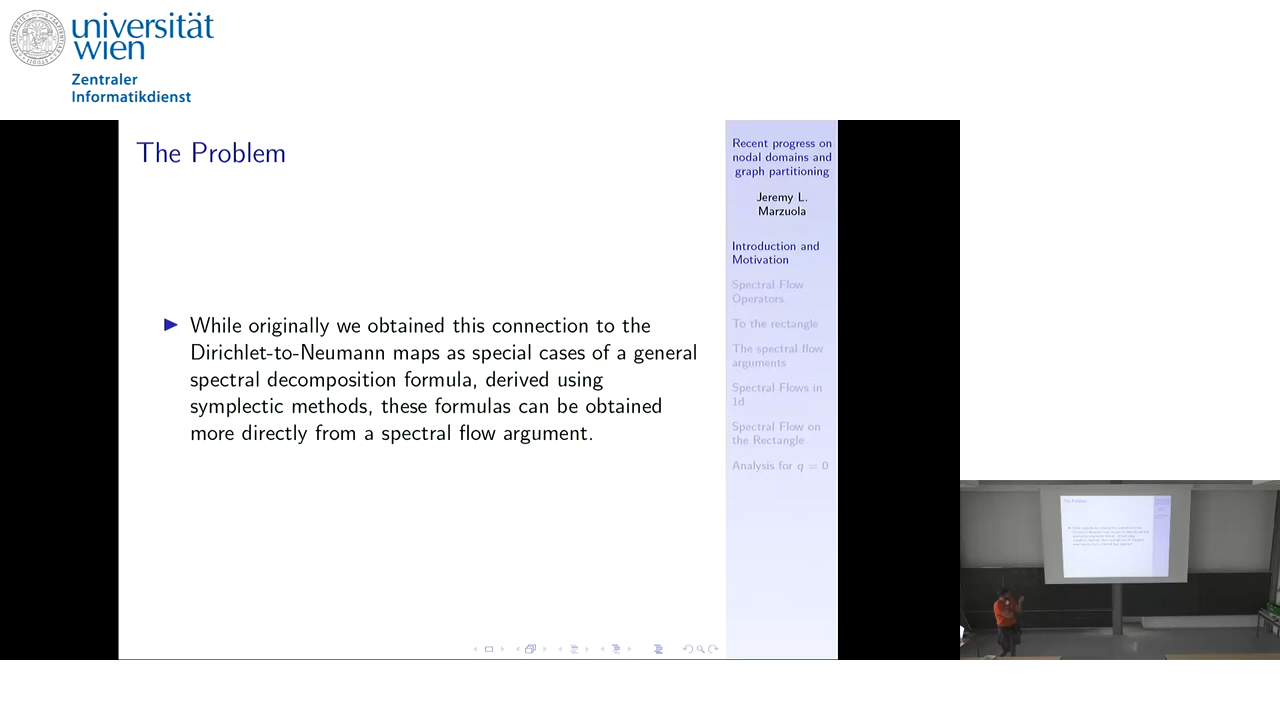 universität
wien
Zentraler
Informatikdienst
The Problem
While originally we obtained this connection to the
Dirichlet-to-Neumann maps as special cases of a general
spectral decomposition formula, derived using
symplectic methods, these formulas can be obtained
more directly from a spectral flow argument.
Recent progress on
nodal domains and
graph partitioning
Jeremy L.
Marzuola
Introduction and
Motivation
Spectral Flow
Operators
To the rectangle
The spectral flow
arguments
Spectral Flows in
1d
Spectral Flow on
the Rectangle
Analysis for q = 0
The Problem